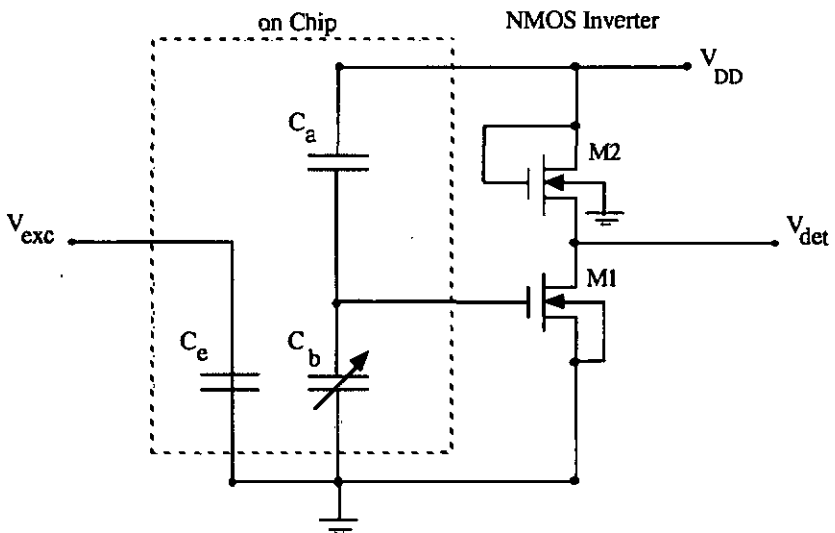 on Chip
NMOS Inverter
V_DD
C_a
M2
V_exc
V_det
M1
C_e
C_b